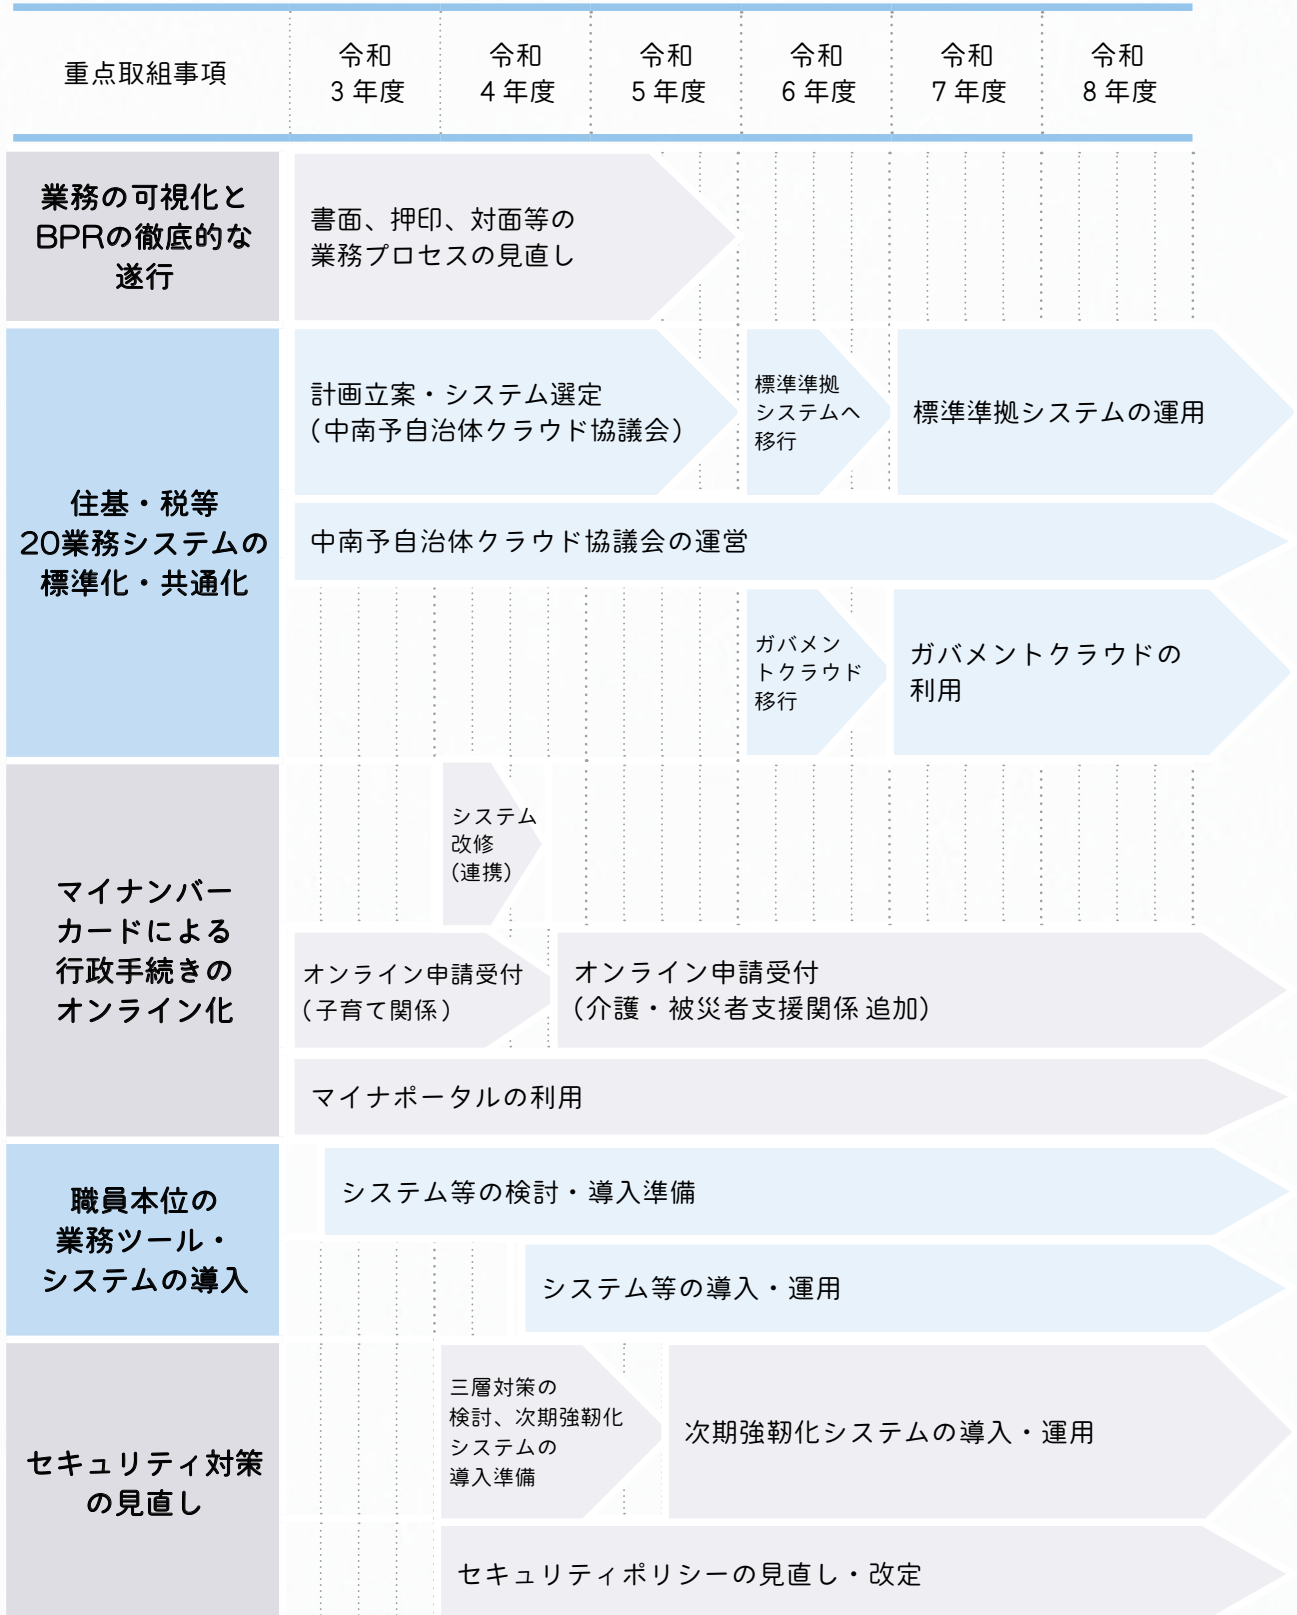 重点取組事項
令和
3年度
令和
4年度
令和
5年度
令和
6年度
令和
7年度
令和
8年度
業務の可視化と
BPRの徹底的な
遂行
書面、押印、対面等の
業務プロセスの見直し
住基・税等
20業務システムの
標準化・共通化
計画立案・システム選定
(中南予自治体クラウド協議会)
標準準拠
システムへ
移行
標準準拠システムの運用
中南予自治体クラウド協議会の運営
ガバメン
トクラウド
移行
ガバメントクラウドの
利用
マイナンバー
カードによる
行政手続きの
オンライン化
システム
改修
(連携)
オンライン申請受付
(子育て関係)
オンライン申請受付
(介護・被災者支援関係 追加)
マイナポータルの利用
職員本位の
業務ツール・
システムの導入
システム等の検討・導入準備
システム等の導入・運用
セキュリティ対策
の見直し
三層対策の
検討、次期強靭化
システムの
導入準備
次期強靭化システムの導入・運用
セキュリティポリシーの見直し・改定